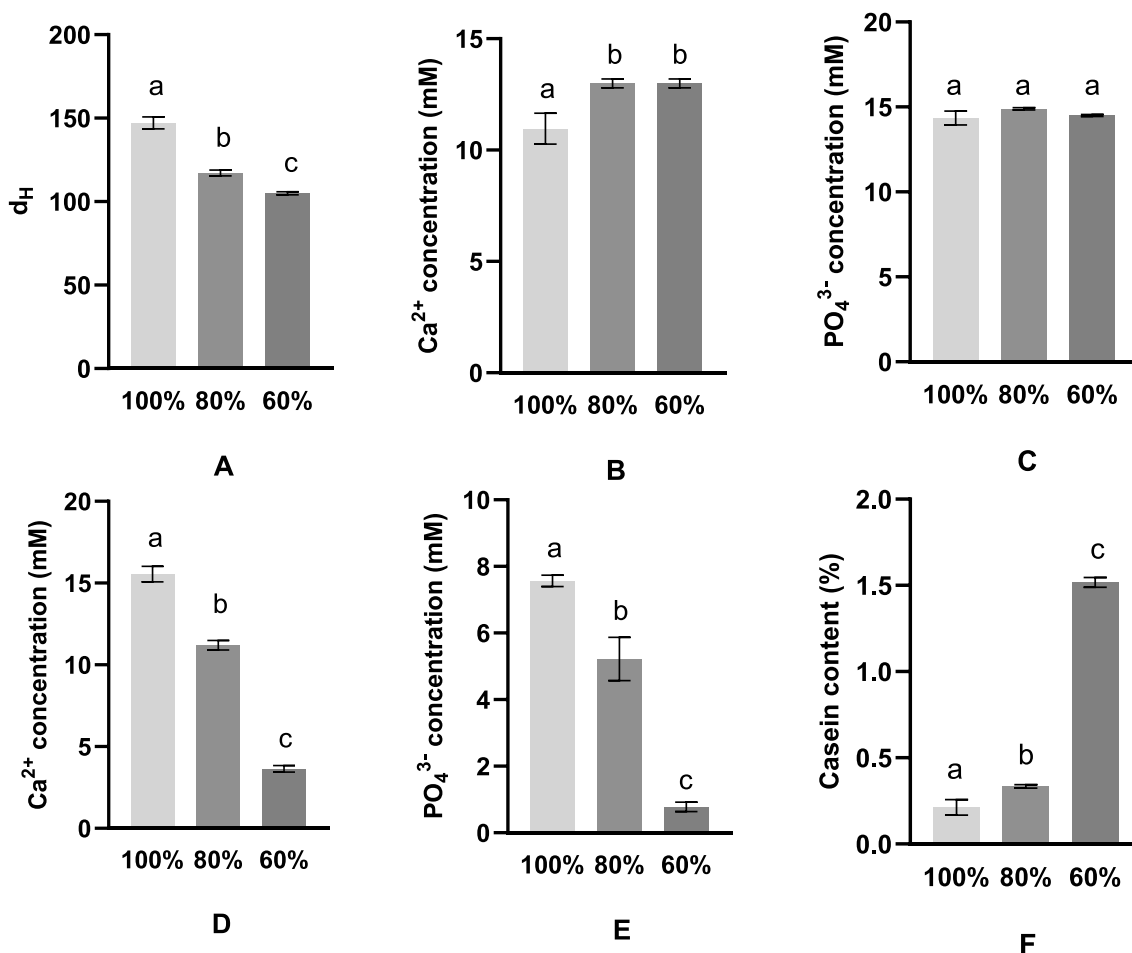 200
150
100
50
0
d_H
a
b
c
100% 80% 60%
A
15
10
5
0
Ca²⁺ concentration (mM)
a
b
b
100% 80% 60%
B
20
15
10
5
0
PO₄³⁻ concentration (mM)
a a a
100% 80% 60%
C
20
15
10
5
0
Ca²⁺ concentration (mM)
a
b
c
100% 80% 60%
D
10
8
6
4
2
0
PO₄³⁻ concentration (mM)
a
b
c
100% 80% 60%
E
2.0
1.5
1.0
0.5
0.0
Casein content (%)
a
b
c
100% 80% 60%
F